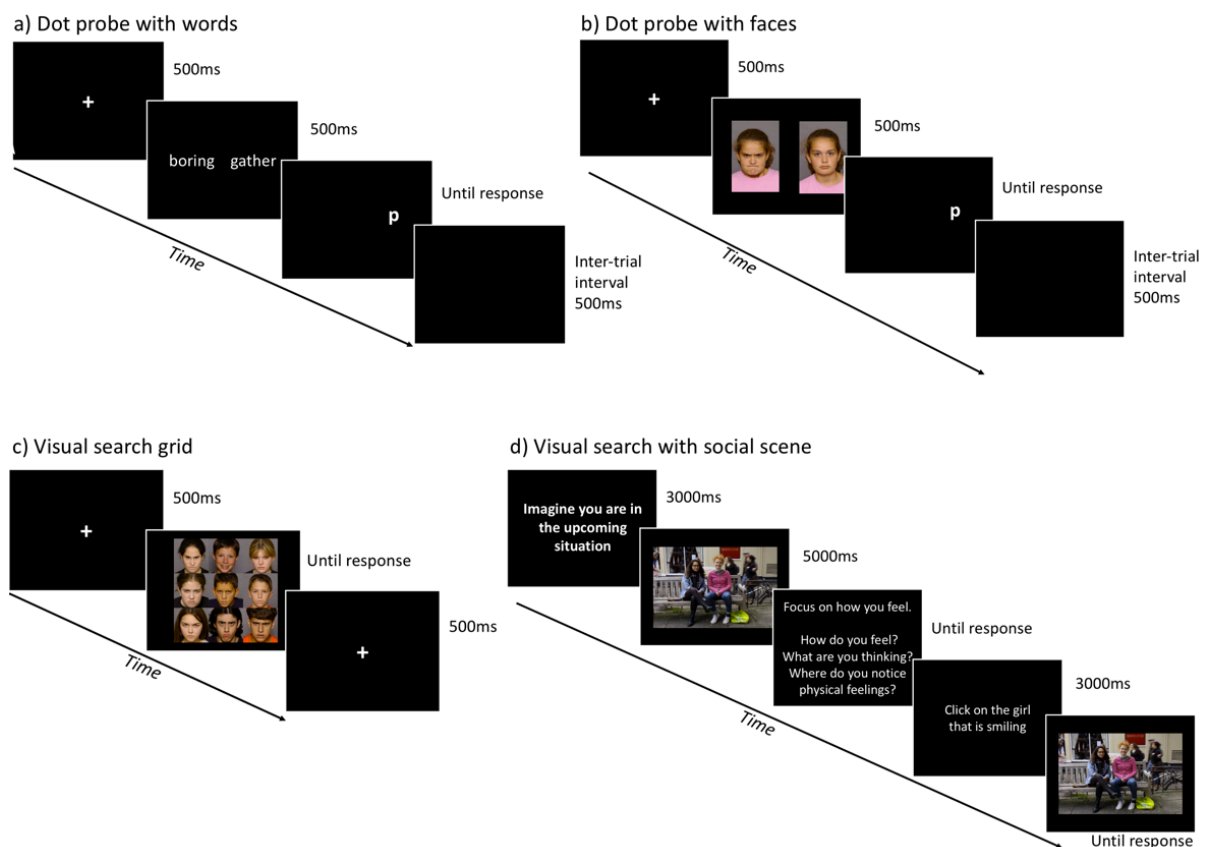 a) Dot probe with words
+
500ms
boring gather
500ms
p
Until response
Inter-trial
interval
500ms
Time
b) Dot probe with faces
+
500ms
500ms
p
Until response
Inter-trial
interval
500ms
Time
c) Visual search grid
+
500ms
Until response
+
500ms
Time
d) Visual search with social scene
Imagine you are in
the upcoming
situation
3000ms
5000ms
Focus on how you feel.
How do you feel?
What are you thinking?
Where do you notice
physical feelings?
Until response
Click on the girl
that is smiling
3000ms
Time
Until response